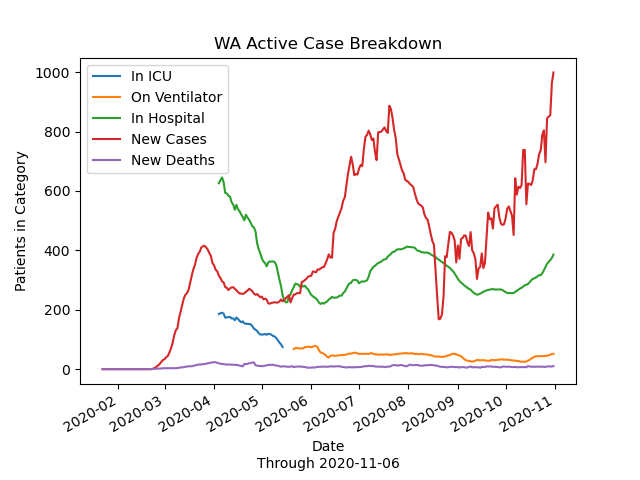 WA Active Case Breakdown
In ICU
On Ventilator
In Hospital
New Cases
New Deaths
1000
800
600
400
200
0
Patients in Category
2020-02
2020-03
2020-04
2020-05
2020-06
2020-07
2020-08
2020-09
2020-10
2020-11
Date
Through 2020-11-06